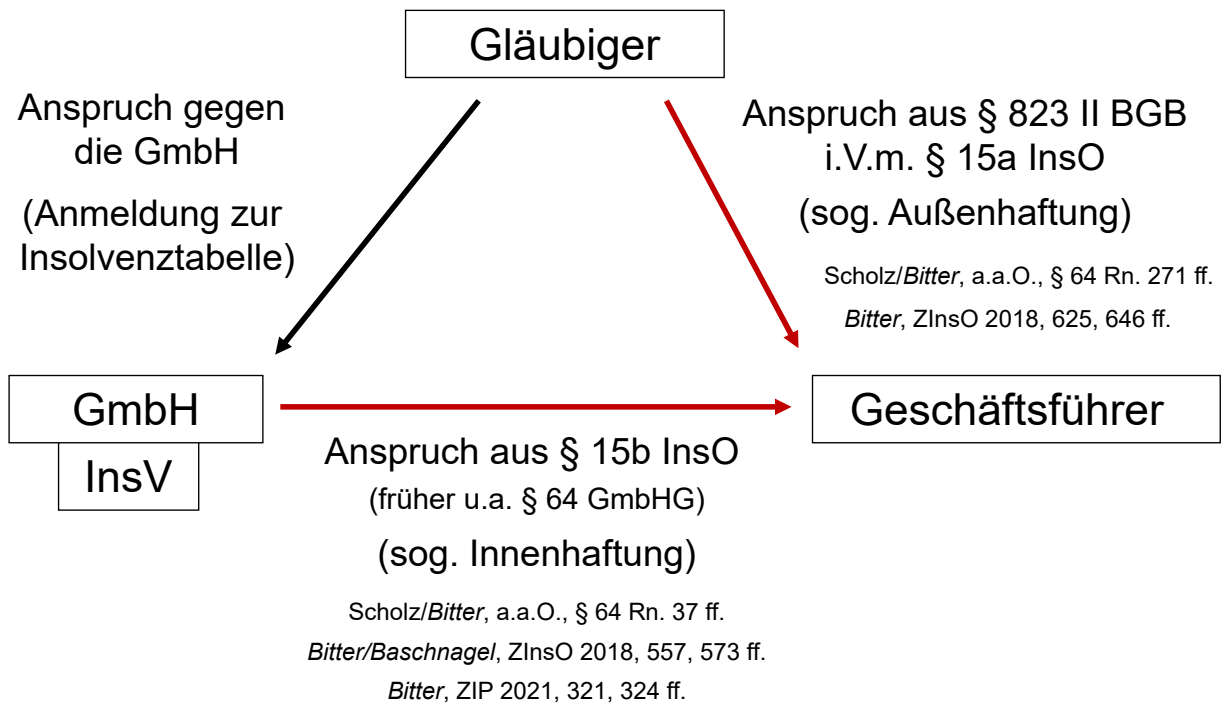 Gläubiger
Anspruch gegen
die GmbH
(Anmeldung zur
Insolvenztabelle)
Anspruch aus § 823 II BGB
i.V.m. § 15a InsO
(sog. Außenhaftung)
Scholz/Bitter, a.a.O., § 64 Rn. 271 ff.
Bitter, ZInsO 2018, 625, 646 ff.
GmbH
InsV
Geschäftsführer
Anspruch aus § 15b InsO
(früher u.a. § 64 GmbHG)
(sog. Innenhaftung)
Scholz/Bitter, a.a.O., § 64 Rn. 37 ff.
Bitter/Baschnagel, ZInsO 2018, 557, 573 ff.
Bitter, ZIP 2021, 321, 324 ff.